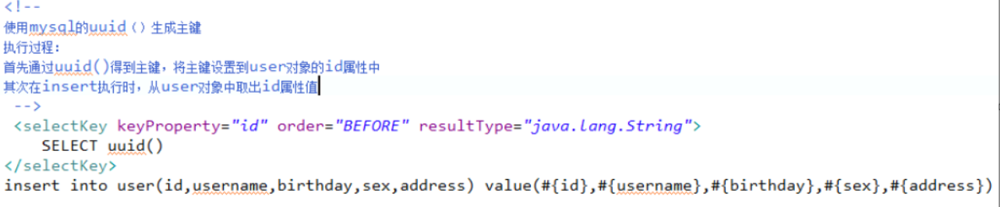 <!--
使用mysql的uuid（）生成主键
执行过程：
首先通过uuid()得到主键，将主键设置到user对象的id属性中
其次在insert执行时，从user对象中取出id属性值
-->
<selectKey keyProperty="id" order="BEFORE" resultType="java.lang.String">
SELECT uuid()
</selectKey>
insert into user(id,username,birthday,sex,address) value(#{id},#{username},#{birthday},#{sex},#{address})